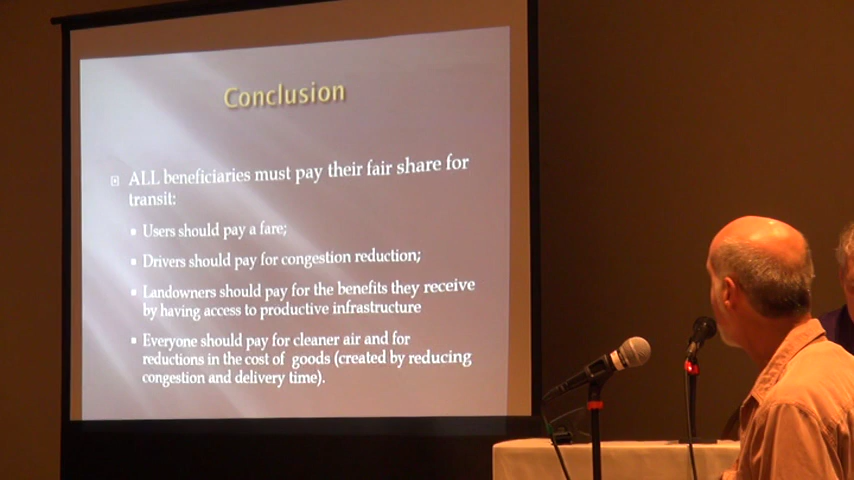 Conclusion
ALL beneficiaries must pay their fair share for
transit:
Users should pay a fare;
Drivers should pay for congestion reduction;
Landowners should pay for the benefits they receive
by having access to productive infrastructure
Everyone should pay for cleaner air and for
reductions in the cost of goods (created by reducing
congestion and delivery time).